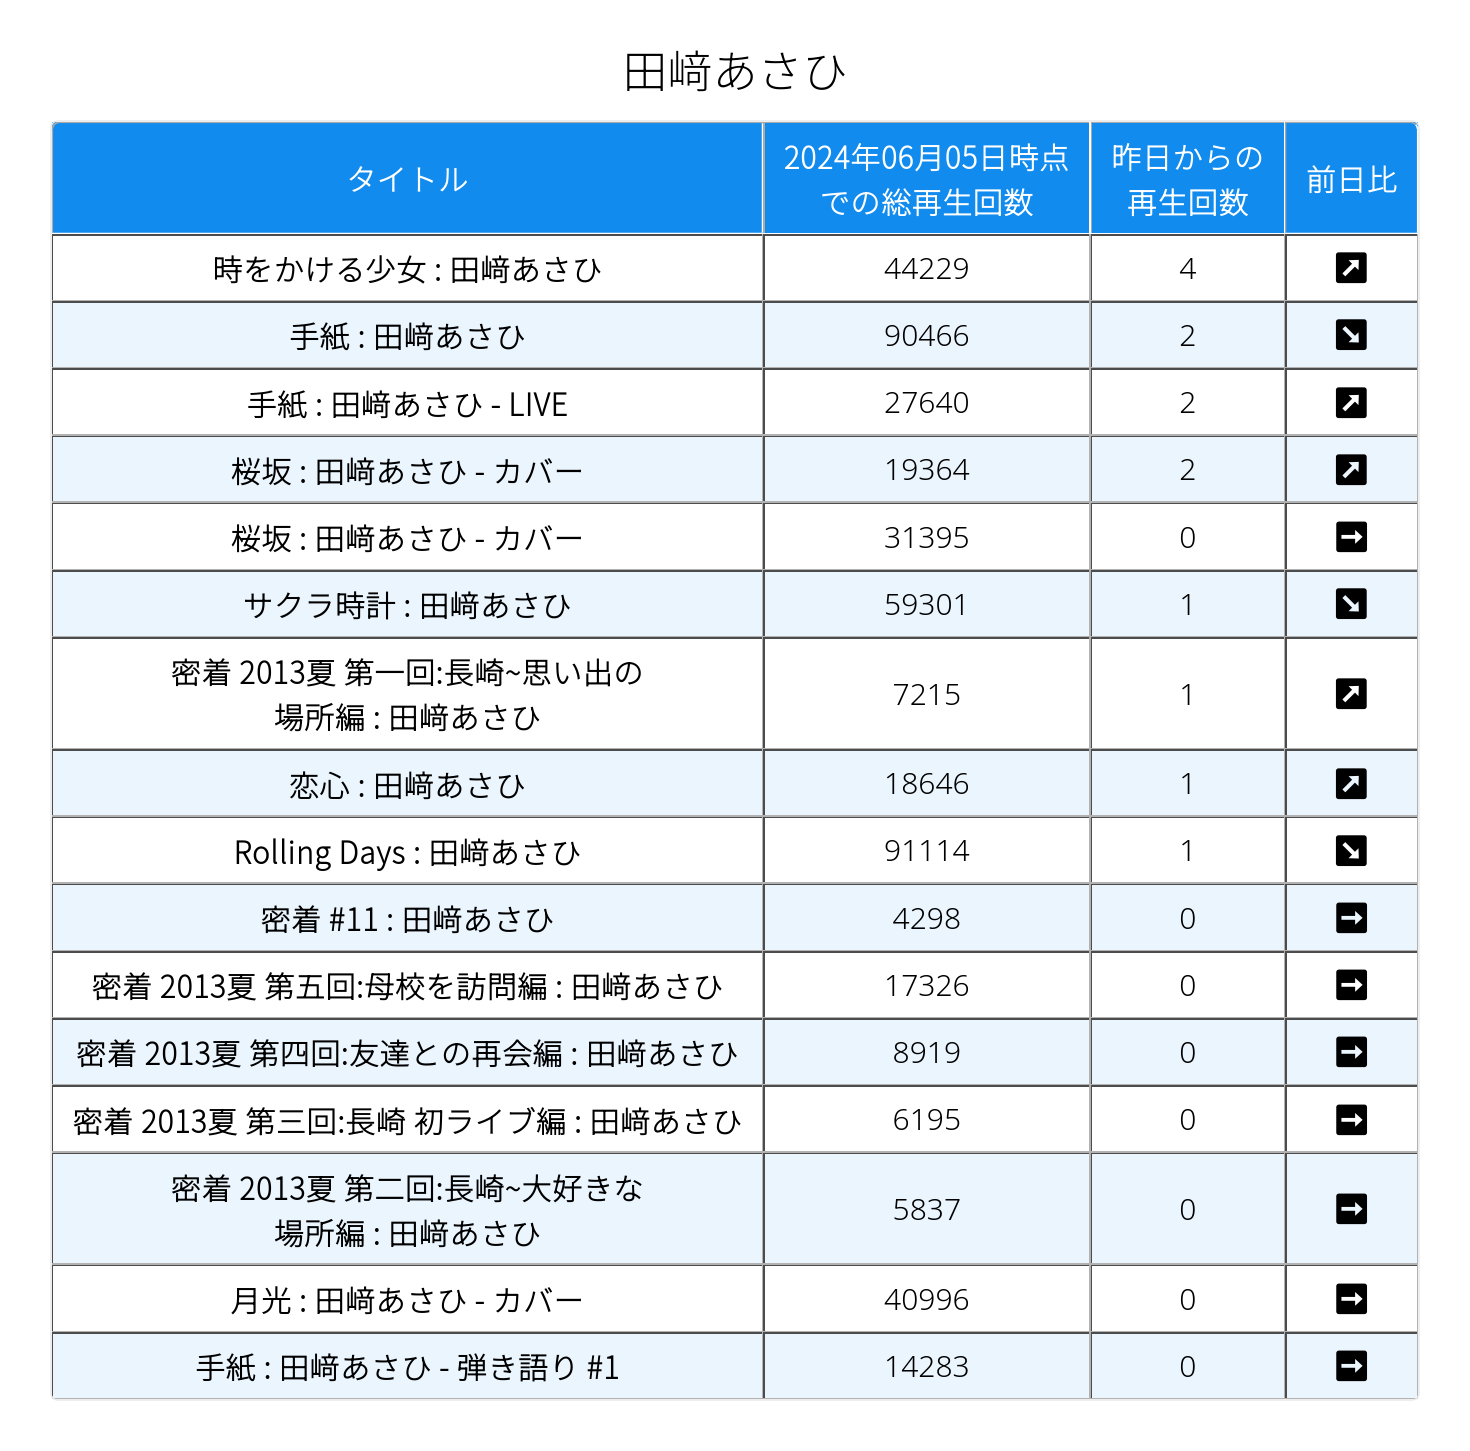 田﨑あさひ
タイトル
2024年06月05日時点
での総再生回数
昨日からの
再生回数
前日比
時をかける少女 : 田﨑あさひ 44229 4
手紙 : 田﨑あさひ 90466 2
手紙 : 田﨑あさひ - LIVE 27640 2
桜坂 : 田﨑あさひ - カバー 19364 2
桜坂 : 田﨑あさひ - カバー 31395 0
サクラ時計 : 田﨑あさひ 59301 1
密着 2013夏 第一回:長崎~思い出の
場所編 : 田﨑あさひ 7215 1
恋心 : 田﨑あさひ 18646 1
Rolling Days : 田﨑あさひ 91114 1
密着 #11 : 田﨑あさひ 4298 0
密着 2013夏 第五回:母校を訪問編 : 田﨑あさひ 17326 0
密着 2013夏 第四回:友達との再会編 : 田﨑あさひ 8919 0
密着 2013夏 第三回:長崎 初ライブ編 : 田﨑あさひ 6195 0
密着 2013夏 第二回:長崎~大好きな
場所編 : 田﨑あさひ 5837 0
月光 : 田﨑あさひ - カバー 40996 0
手紙 : 田﨑あさひ - 弾き語り #1 14283 0